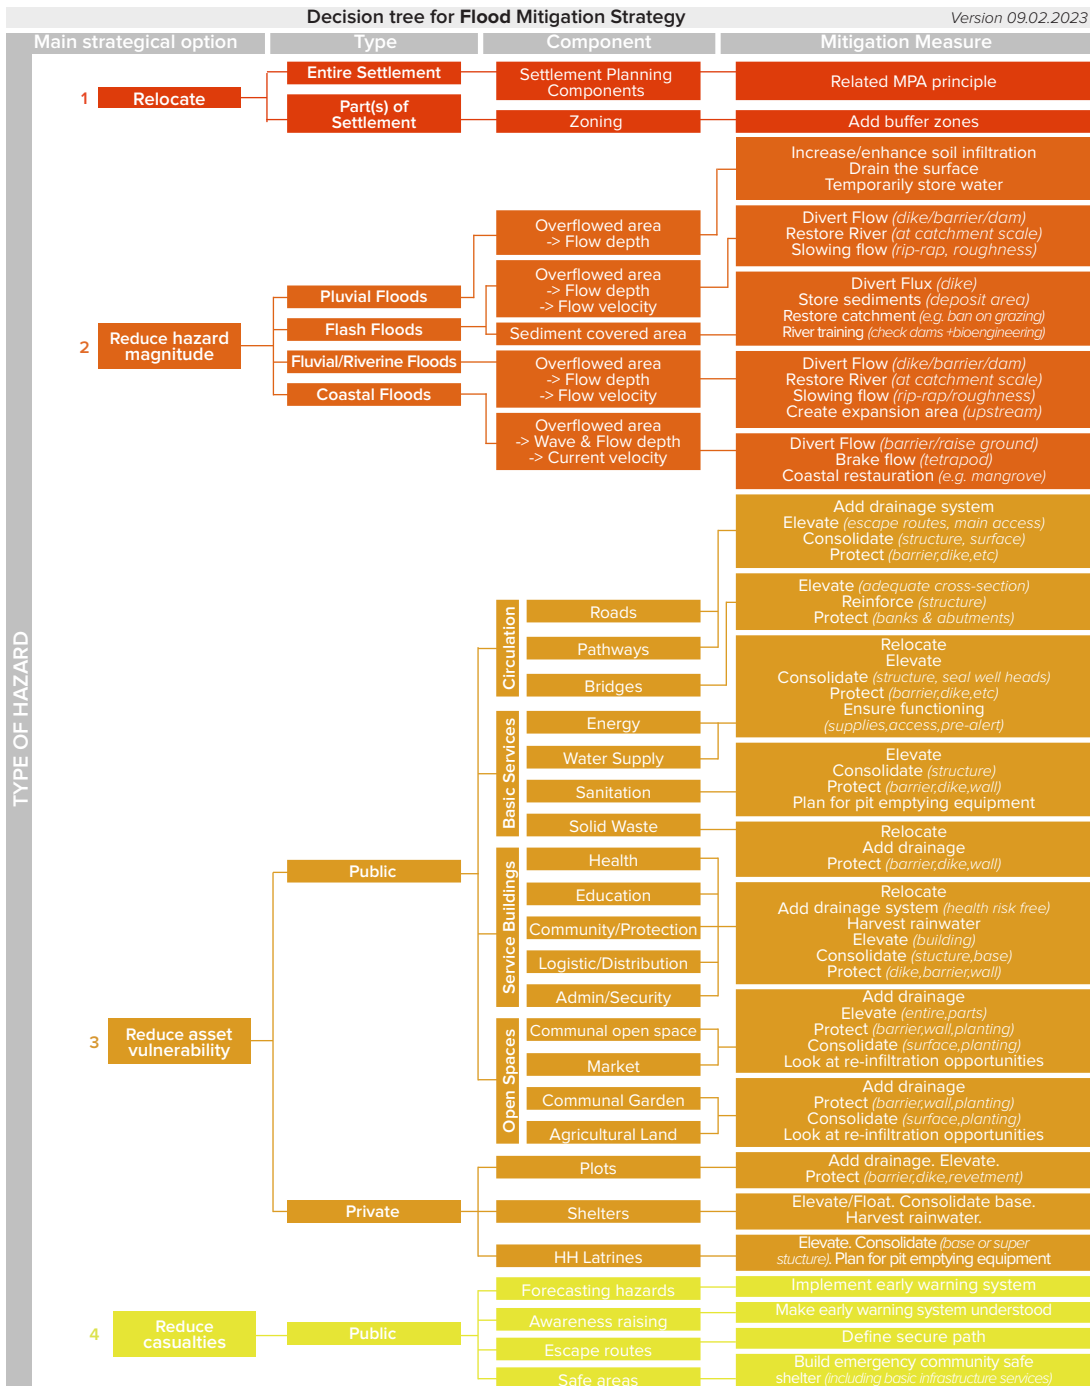 Decision tree for Flood Mitigation Strategy
Version 09.02.2023
Main strategical option
Type
Component
Mitigation Measure
TYPE OF HAZARD
1
Relocate
Entire Settlement
Settlement Planning
Components
Related MPA principle
Part(s) of
Settlement
Zoning
Add buffer zones
2
Reduce hazard
magnitude
Pluvial Floods
Flash Floods
Fluvial/Riverine Floods
Coastal Floods
Overflowed area
-> Flow depth
Overflowed area
-> Flow depth
-> Flow velocity
Sediment covered area
Overflowed area
-> Flow depth
-> Flow velocity
Overflowed area
-> Wave & Flow depth
-> Current velocity
Increase/enhance soil infiltration
Drain the surface
Temporarily store water
Divert Flow (dike/barrier/dam)
Restore River (at catchment scale)
Slowing flow (rip-rap, roughness)
Divert Flux (dike)
Store sediments (deposit area)
Restore catchment (e.g. ban on grazing)
River training (check dams +bioengineering)
Divert Flow (dike/barrier/dam)
Restore River (at catchment scale)
Slowing flow (rip-rap/roughness)
Create expansion area (upstream)
Divert Flow (barrier/raise ground)
Brake flow (tetrapod)
Coastal restauration (e.g. mangrove)
3
Reduce asset
vulnerability
Public
Circulation
Roads
Pathways
Bridges
Basic Services
Energy
Water Supply
Sanitation
Solid Waste
Service Buildings
Health
Education
Community/Protection
Logistic/Distribution
Admin/Security
Open Spaces
Communal open space
Market
Communal Garden
Agricultural Land
Add drainage system
Elevate (escape routes, main access)
Consolidate (structure, surface)
Protect (barrier,dike,etc)
Elevate (adequate cross-section)
Reinforce (structure)
Protect (banks & abutments)
Relocate
Elevate
Consolidate (structure, seal well heads)
Protect (barrier,dike,etc)
Ensure functioning
(supplies,access,pre-alert)
Elevate
Consolidate (structure)
Protect (barrier,dike,wall)
Plan for pit emptying equipment
Relocate
Add drainage
Protect (barrier,dike,wall)
Relocate
Add drainage system (health risk free)
Harvest rainwater
Elevate (building)
Consolidate (stucture,base)
Protect (dike,barrier,wall)
Add drainage
Elevate (entire,parts)
Protect (barrier,wall,planting)
Consolidate (surface,planting)
Look at re-infiltration opportunities
Add drainage
Protect (barrier,wall,planting)
Consolidate (surface,planting)
Look at re-infiltration opportunities
Private
Plots
Add drainage. Elevate.
Protect (barrier,dike,revetment)
Shelters
Elevate/Float. Consolidate base.
Harvest rainwater.
HH Latrines
Elevate. Consolidate (base or super
stucture). Plan for pit emptying equipment
4
Reduce
casualties
Public
Forecasting hazards
Implement early warning system
Awareness raising
Make early warning system understood
Escape routes
Define secure path
Safe areas
Build emergency community safe
shelter (including basic infrastructure services)